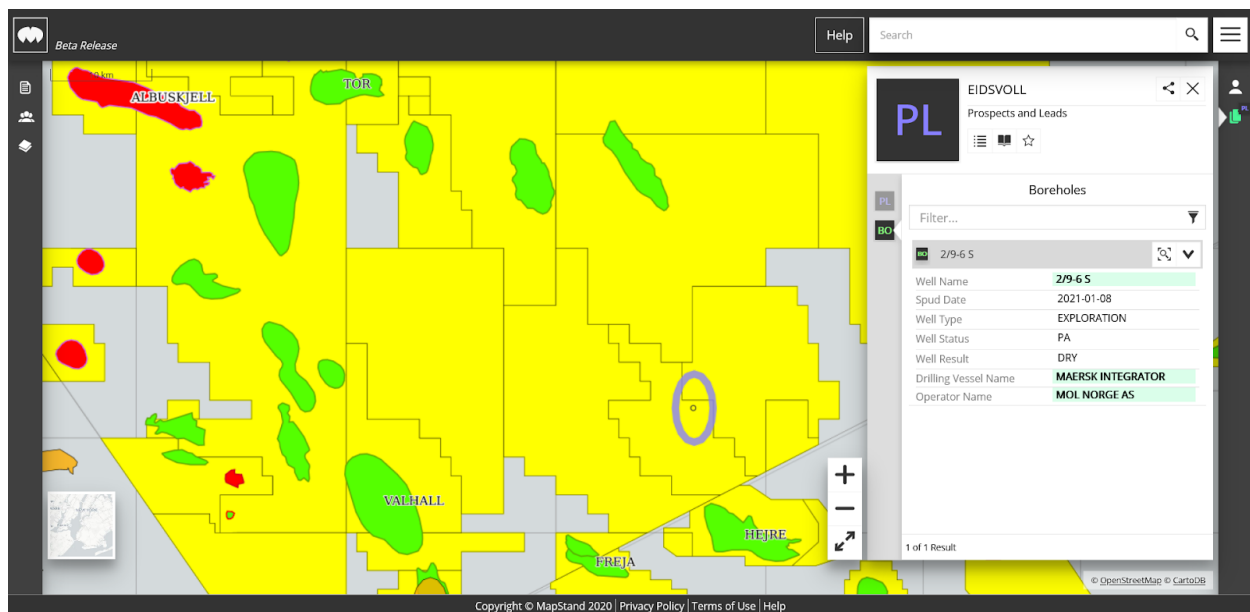 Beta Release
Help
Search
km
ALBUSKJELL
TOR
VALHALL
HEJRE
FREJA
PL
EIDSVOLL
Prospects and Leads
PL
PL
BO
Boreholes
Filter...
BO 2/9-6 S
Well Name 2/9-6 S
Spud Date 2021-01-08
Well Type EXPLORATION
Well Status PA
Well Result DRY
Drilling Vessel Name MAERSK INTEGRATOR
Operator Name MOL NORGE AS
1 of 1 Result
© OpenStreetMap © CartoDB
Copyright © MapStand 2020 | Privacy Policy | Terms of Use | Help